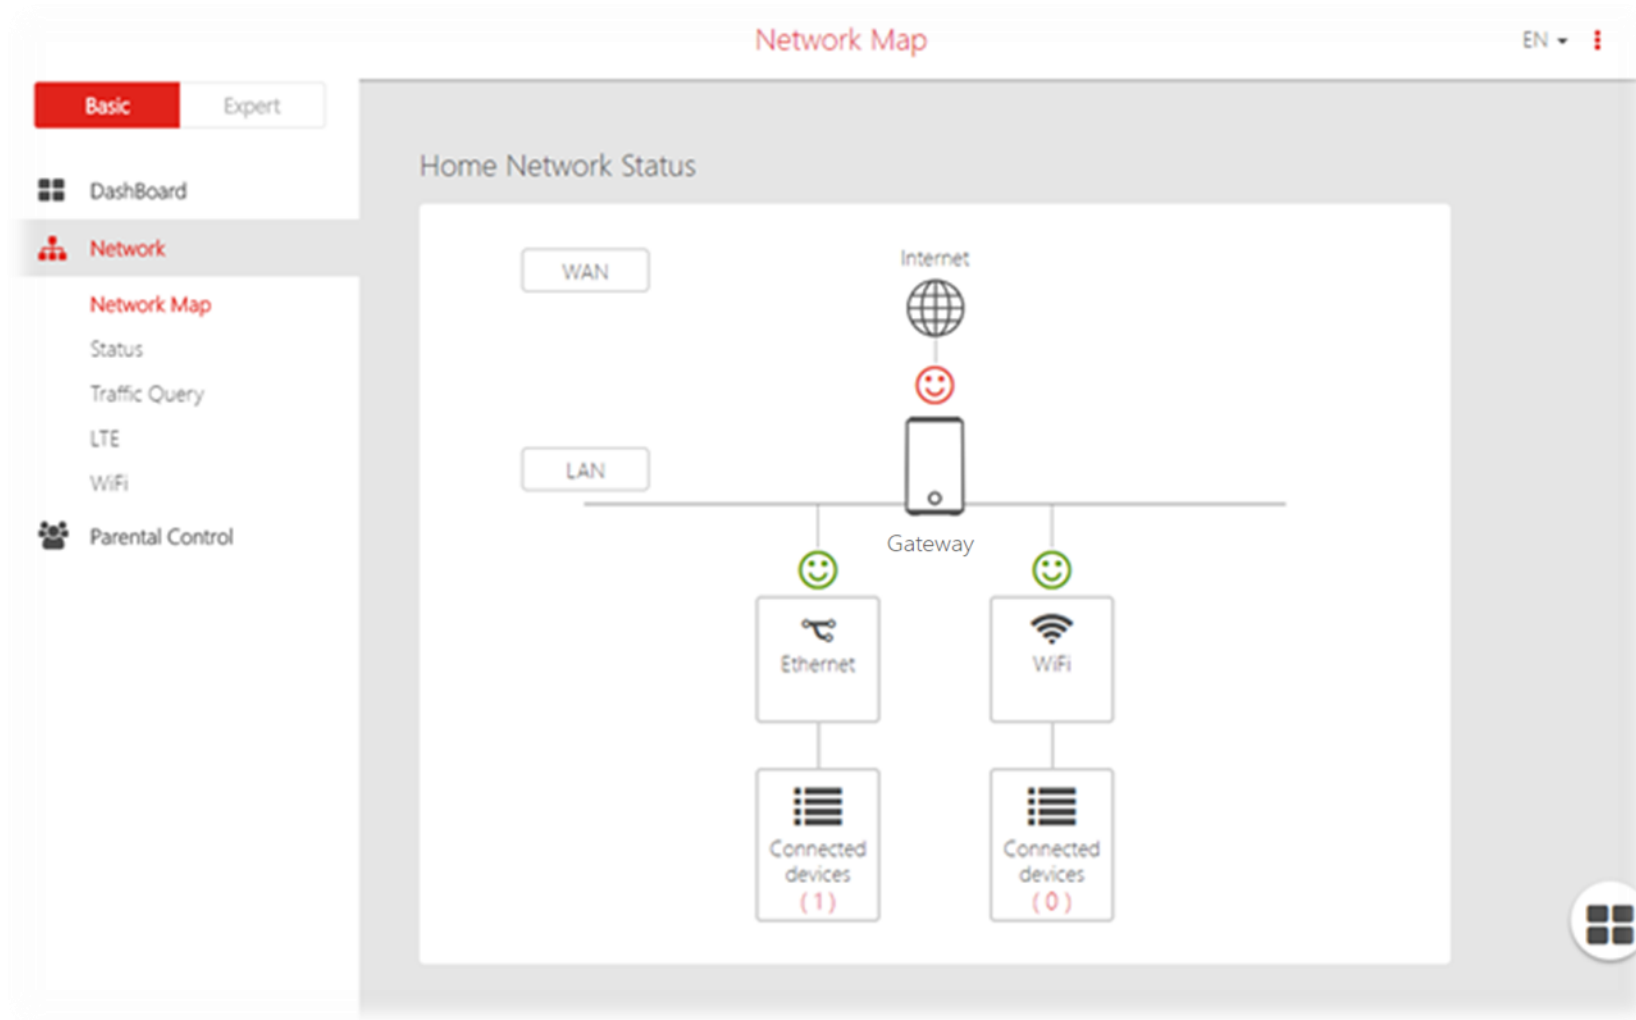 Network Map
EN
Basic
Expert
DashBoard
Network
Network Map
Status
Traffic Query
LTE
WiFi
Parental Control
Home Network Status
WAN
Internet
LAN
Gateway
Ethernet
WiFi
Connected
devices
(1)
Connected
devices
(0)